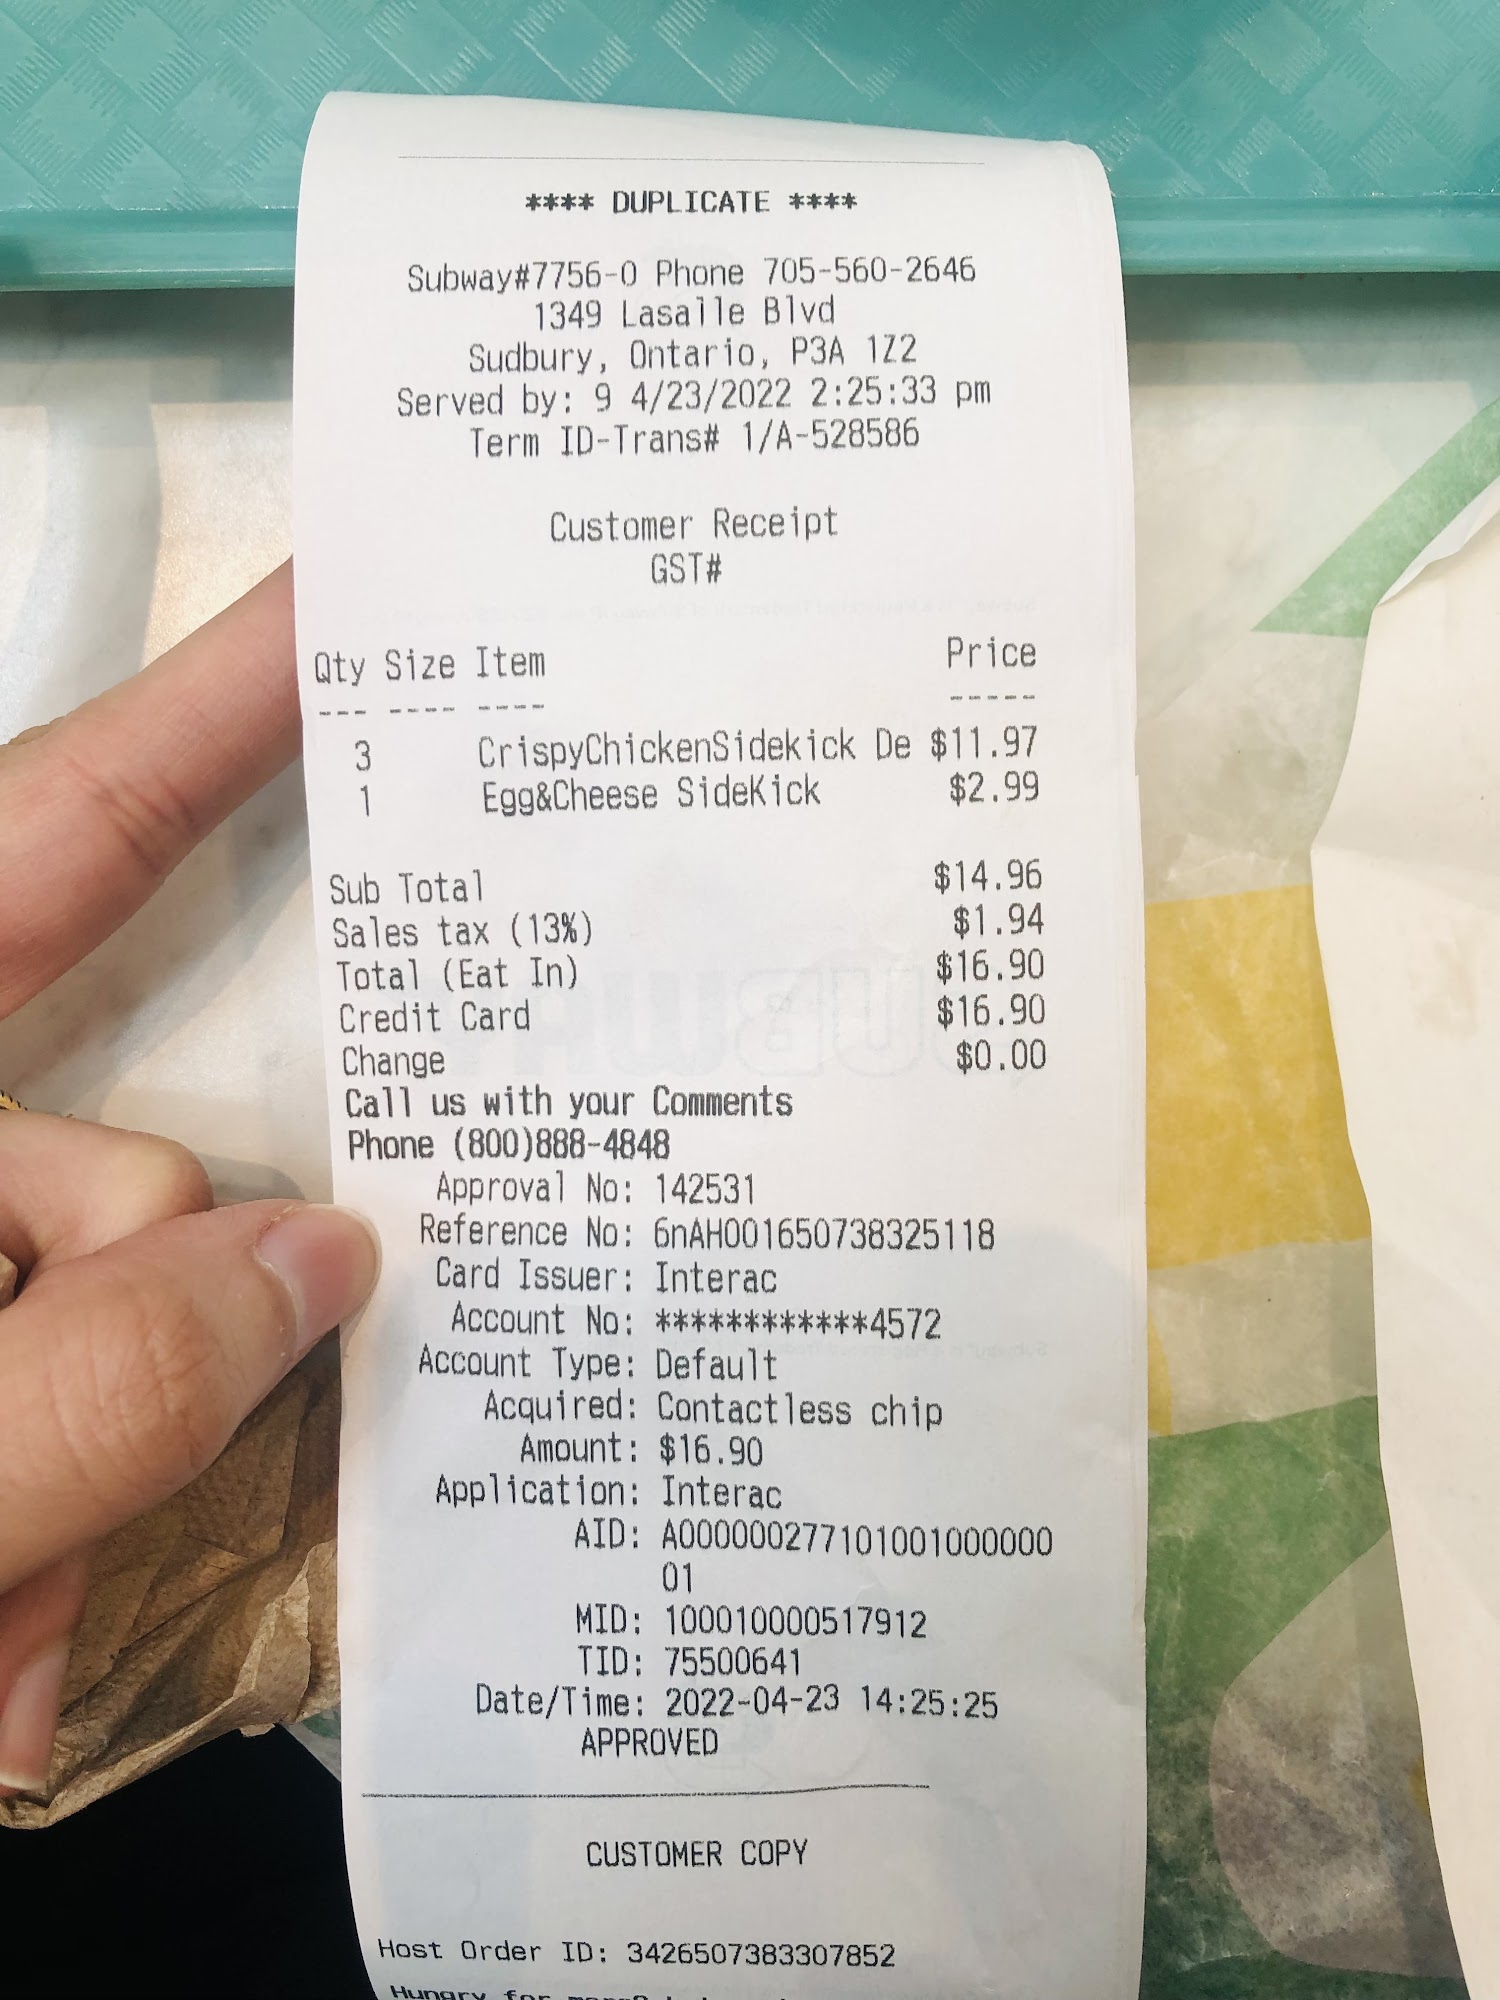 **** DUPLICATE ****
Subway#7756-0 Phone 705-560-2646
1349 Lasalle Blvd
Sudbury, Ontario, P3A 1Z2
Served by: 9 4/23/2022 2:25:33 pm
Term ID-Trans# 1/A-528586
Customer Receipt
GST#
Qty Size Item Price
--- ---- ---- -----
3 CrispyChickenSidekick De $11.97
1 Egg&Cheese SideKick $2.99
Sub Total $14.96
Sales tax (13%) $1.94
Total (Eat In) $16.90
Credit Card $16.90
Change $0.00
Call us with your Comments
Phone (800)888-4848
Approval No: 142531
Reference No: 6nAH001650738325118
Card Issuer: Interac
Account No: ************4572
Account Type: Default
Acquired: Contactless chip
Amount: $16.90
Application: Interac
AID: A000000277101001000000
01
MID: 100010000517912
TID: 75500641
Date/Time: 2022-04-23 14:25:25
APPROVED
CUSTOMER COPY
Host Order ID: 3426507383307852
Hungry for